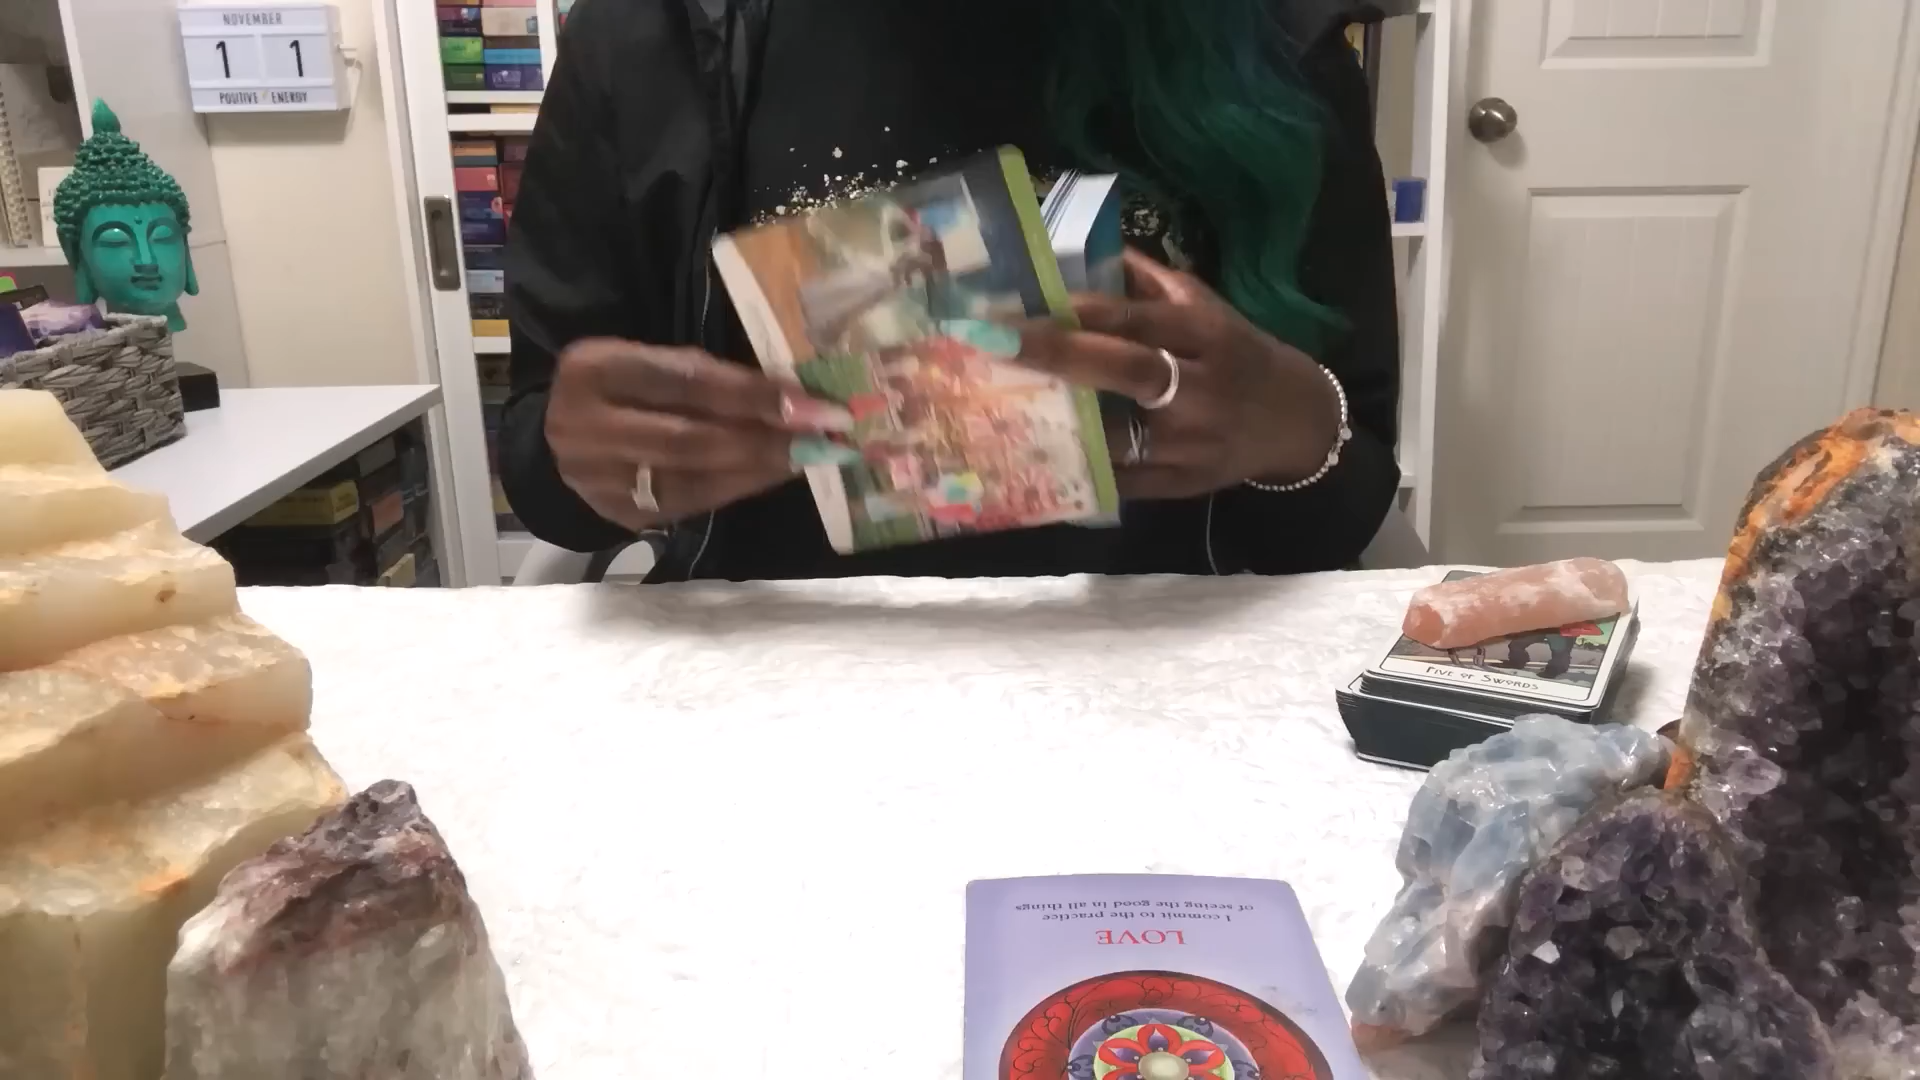 NOVEMBER
1 1
POSITIVE ENERGY
FIVE OF SWORDS
I commit to the practice
of seeing the good in all things
LOVE